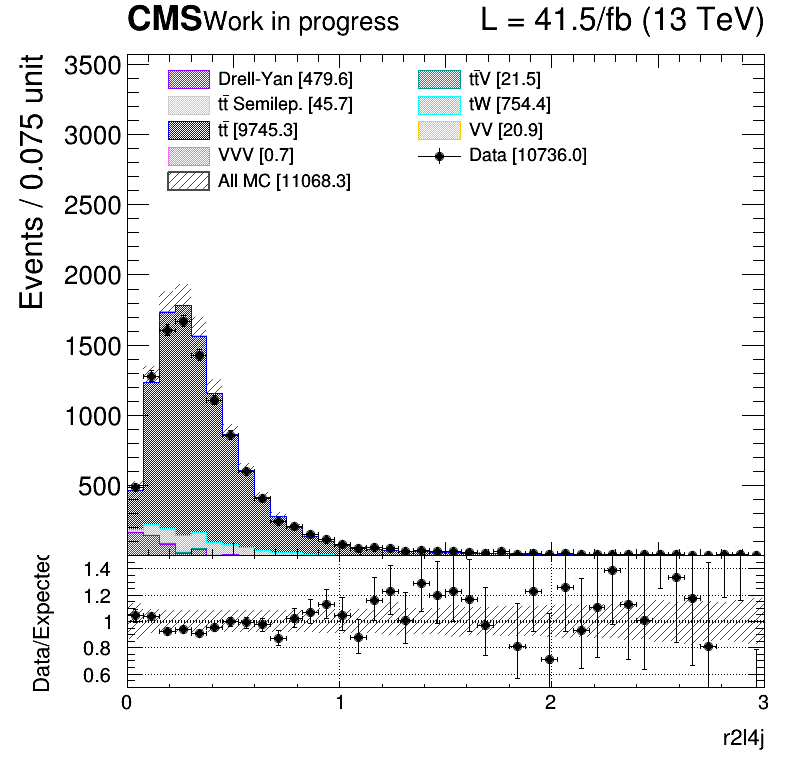 CMS Work in progress L = 41.5/fb (13 TeV)
Events / 0.075 unit
3500
3000
2500
2000
1500
1000
500
Drell-Yan [479.6]
tt̄ Semilep. [45.7]
tt̄ [9745.3]
VVV [0.7]
All MC [11068.3]
tt̄V [21.5]
tW [754.4]
VV [20.9]
Data [10736.0]
Data/Expected
1.4
1.2
1
0.8
0.6
0 1 2 3
r2l4j